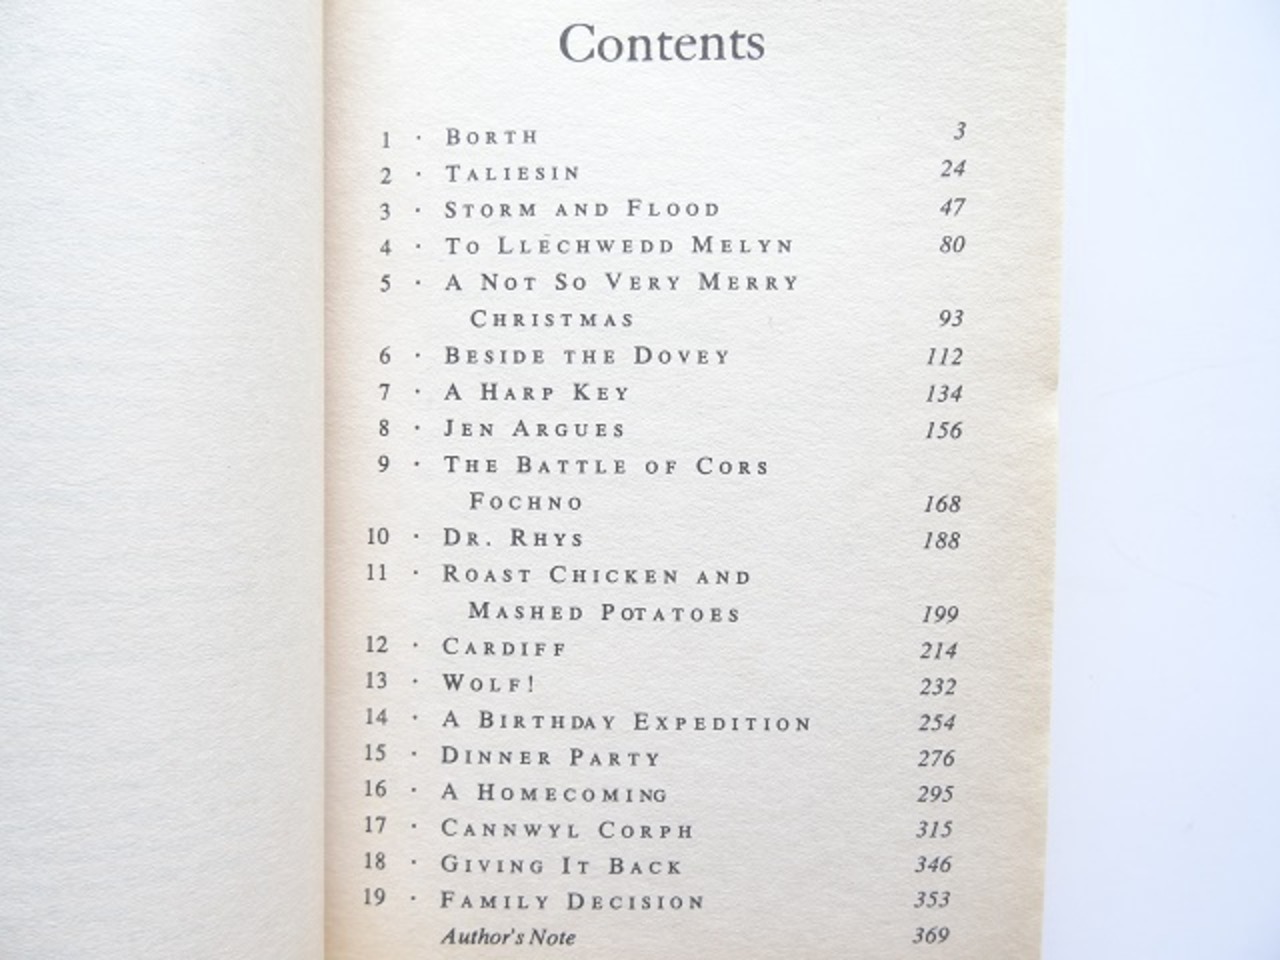 Contents
1 · Borth 3
2 · Taliesin 24
3 · Storm and Flood 47
4 · To Llechwedd Melyn 80
5 · A Not So Very Merry
Christmas 93
6 · Beside the Dovey 112
7 · A Harp Key 134
8 · Jen Argues 156
9 · The Battle of Cors
Fochno 168
10 · Dr. Rhys 188
11 · Roast Chicken and
Mashed Potatoes 199
12 · Cardiff 214
13 · Wolf! 232
14 · A Birthday Expedition 254
15 · Dinner Party 276
16 · A Homecoming 295
17 · Cannwyl Corph 315
18 · Giving It Back 346
19 · Family Decision 353
Author's Note 369